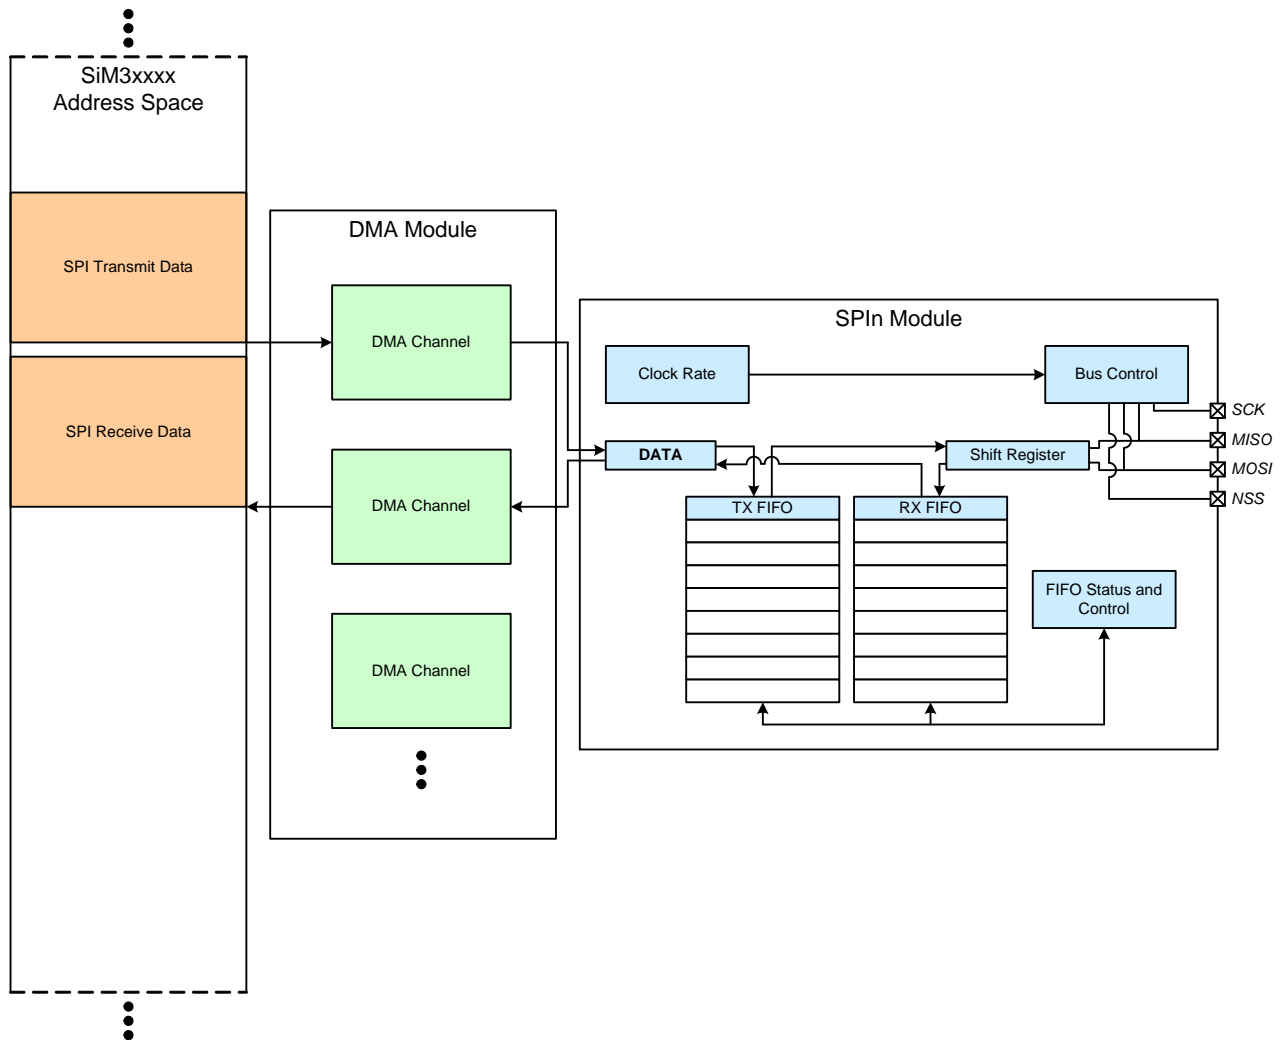 SiM3xxxx
Address Space
SPI Transmit Data
SPI Receive Data
DMA Module
DMA Channel
DMA Channel
DMA Channel
SPIn Module
Clock Rate
Bus Control
DATA
Shift Register
TX FIFO
RX FIFO
FIFO Status and
Control
SCK
MISO
MOSI
NSS